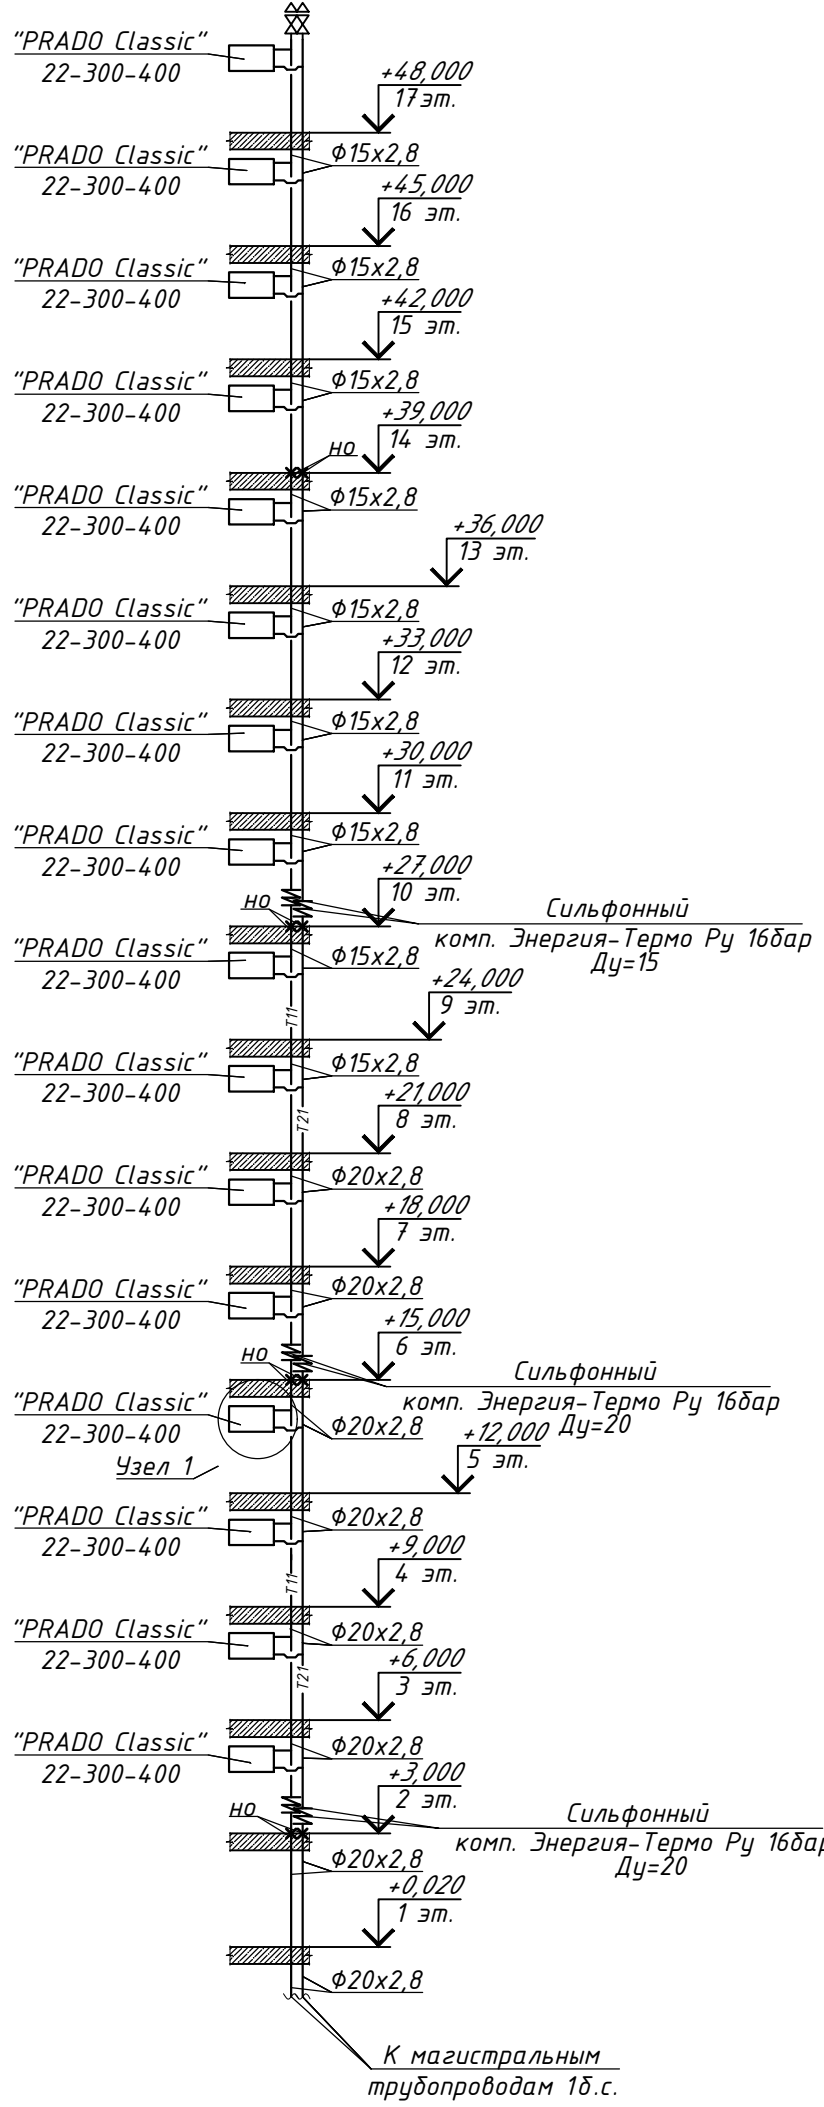 "PRADO Classic"
22-300-400
+48,000
17эт.
"PRADO Classic"
22-300-400
Ф15х2,8
+45,000
16 эт.
"PRADO Classic"
22-300-400
Ф15х2,8
+42,000
15 эт.
"PRADO Classic"
22-300-400
Ф15х2,8
+39,000
14 эт.
но
"PRADO Classic"
22-300-400
Ф15х2,8
+36,000
13 эт.
"PRADO Classic"
22-300-400
Ф15х2,8
+33,000
12 эт.
"PRADO Classic"
22-300-400
Ф15х2,8
+30,000
11 эт.
"PRADO Classic"
22-300-400
Ф15х2,8
+27,000
10 эт.
но
Сильфонный
комп. Энергия-Термо Ру 16бар
Ду=15
"PRADO Classic"
22-300-400
Ф15х2,8
+24,000
9 эт.
Т11
"PRADO Classic"
22-300-400
Ф15х2,8
+21,000
8 эт.
Т21
"PRADO Classic"
22-300-400
Ф20х2,8
+18,000
7 эт.
"PRADO Classic"
22-300-400
Ф20х2,8
+15,000
6 эт.
но
Сильфонный
комп. Энергия-Термо Ру 16бар
Ду=20
"PRADO Classic"
22-300-400
Ф20х2,8
+12,000
5 эт.
Узел 1
"PRADO Classic"
22-300-400
Ф20х2,8
+9,000
4 эт.
Т11
"PRADO Classic"
22-300-400
Ф20х2,8
+6,000
3 эт.
Т21
"PRADO Classic"
22-300-400
Ф20х2,8
+3,000
2 эт.
но
Сильфонный
комп. Энергия-Термо Ру 16бар
Ду=20
Ф20х2,8
+0,020
1 эт.
Ф20х2,8
К магистральным
трубопроводам 1б.с.